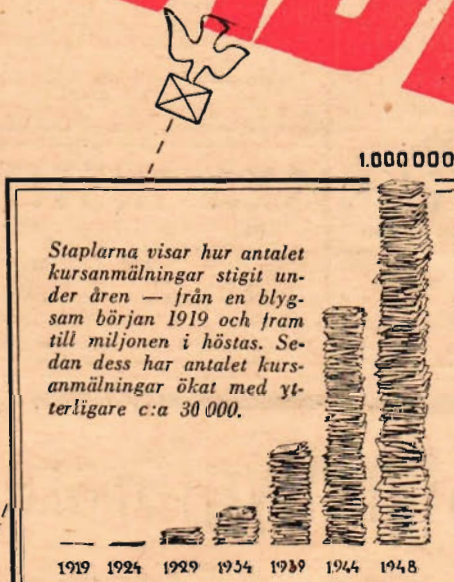 1.000 000
Staplarna visar hur antalet
kursanmälningar stigit un-
der åren — från en blyg-
sam början 1919 och fram
till miljonen i höstas. Se-
dan dess har antalet kurs-
anmälningar ökat med yt-
terligare c:a 30 000.
1919 1924 1929 1934 1939 1944 1948